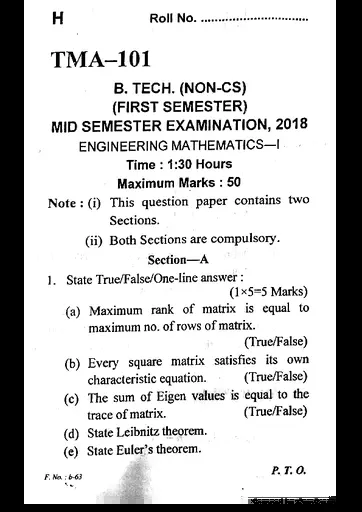 H
Roll No. ..............................
TMA–101
B. TECH. (NON-CS)
(FIRST SEMESTER)
MID SEMESTER EXAMINATION, 2018
ENGINEERING MATHEMATICS—I
Time : 1:30 Hours
Maximum Marks : 50
Note : (i) This question paper contains two
Sections.
(ii) Both Sections are compulsory.
Section—A
1. State True/False/One-line answer :
(1×5=5 Marks)
(a) Maximum rank of matrix is equal to
maximum no. of rows of matrix.
(True/False)
(b) Every square matrix satisfies its own
characteristic equation. (True/False)
(c) The sum of Eigen values is equal to the
trace of matrix. (True/False)
(d) State Leibnitz theorem.
(e) State Euler's theorem.
F. No. : b-63
P. T. O.